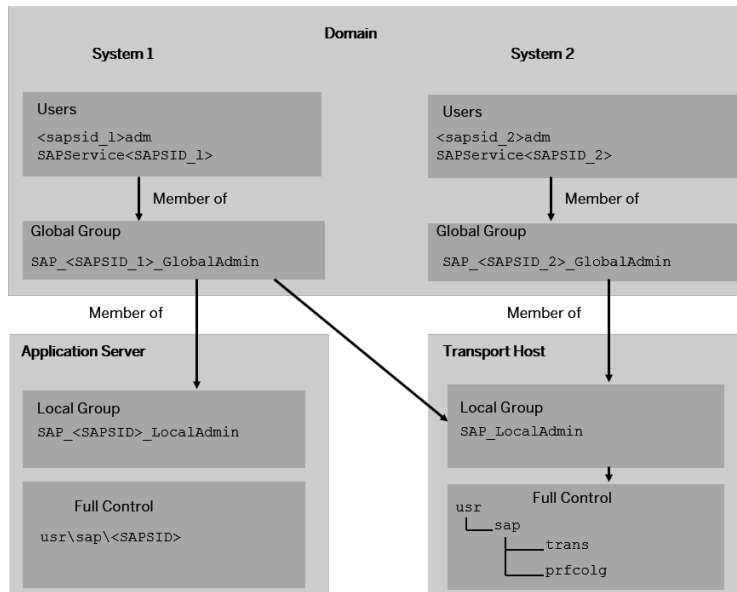 Domain
System 1
System 2
Users
<sapsid_1>adm
SAPService<SAPSID_1>
Users
<sapsid_2>adm
SAPService<SAPSID_2>
Member of
Member of
Global Group
SAP_<SAPSID_1>_GlobalAdmin
Global Group
SAP_<SAPSID_2>_GlobalAdmin
Member of
Member of
Application Server
Local Group
SAP_<SAPSID>_LocalAdmin
Full Control
usr\sap\<SAPSID>
Transport Host
Local Group
SAP_LocalAdmin
Full Control
usr
sap
trans
prfcolg